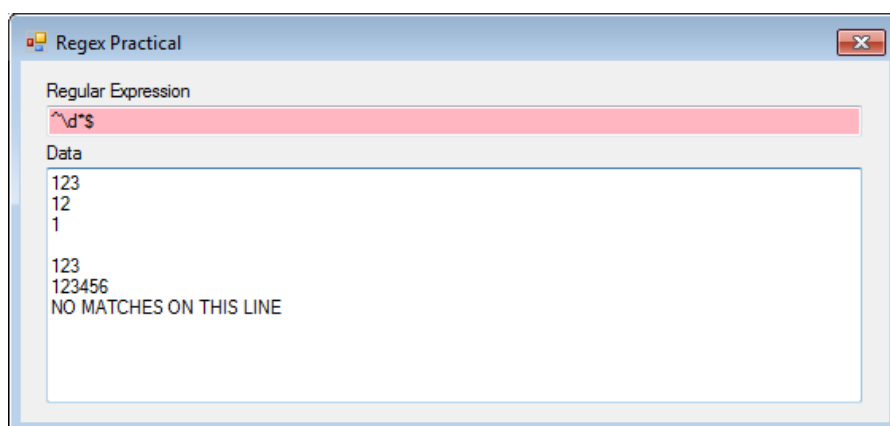 Regex Practical
Regular Expression
^\d*$
Data
123
12
1
123
123456
NO MATCHES ON THIS LINE